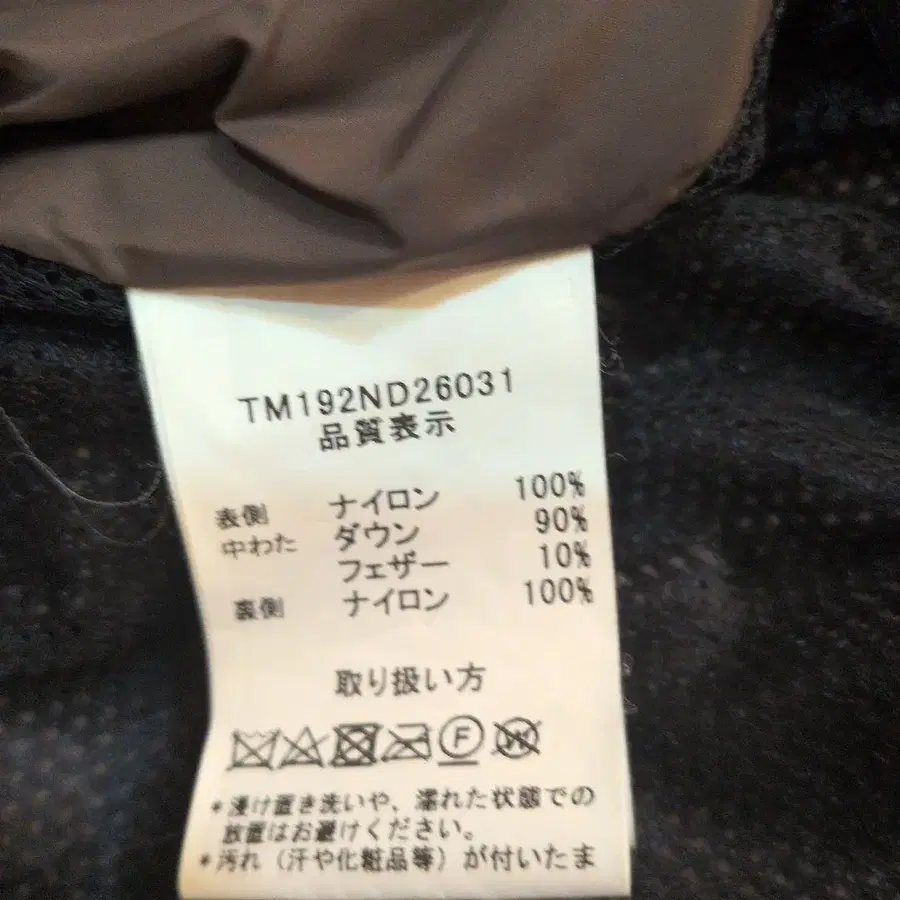 TM192ND26031
品質表示
表側 ナイロン 100%
中わた ダウン 90%
フェザー 10%
裏側 ナイロン 100%
取り扱い方
F W
*浸け置き洗いや、濡れた状態での
放置はお避けください。
*汚れ（汗や化粧品等）が付いたま